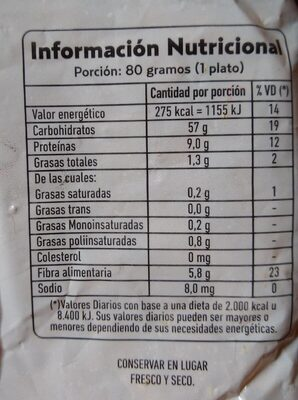 Información Nutricional
Porción: 80 gramos (1 plato)
Cantidad por porción % VD (*)
Valor energético 275 kcal = 1155 kJ 14
Carbohidratos 57 g 19
Proteínas 9,0 g 12
Grasas totales 1,3 g 2
De las cuales:
Grasas saturadas 0,2 g 1
Grasas trans 0,0 g -
Grasas Monoinsaturadas 0,2 g -
Grasas poliinsaturadas 0,8 g -
Colesterol 0 mg -
Fibra alimentaria 5,8 g 23
Sodio 8,0 mg 0
(*)Valores Diarios con base a una dieta de 2.000 kcal u
8.400 kJ. Sus valores diarios pueden ser mayores o
menores dependiendo de sus necesidades energéticas.
CONSERVAR EN LUGAR
FRESCO Y SECO.